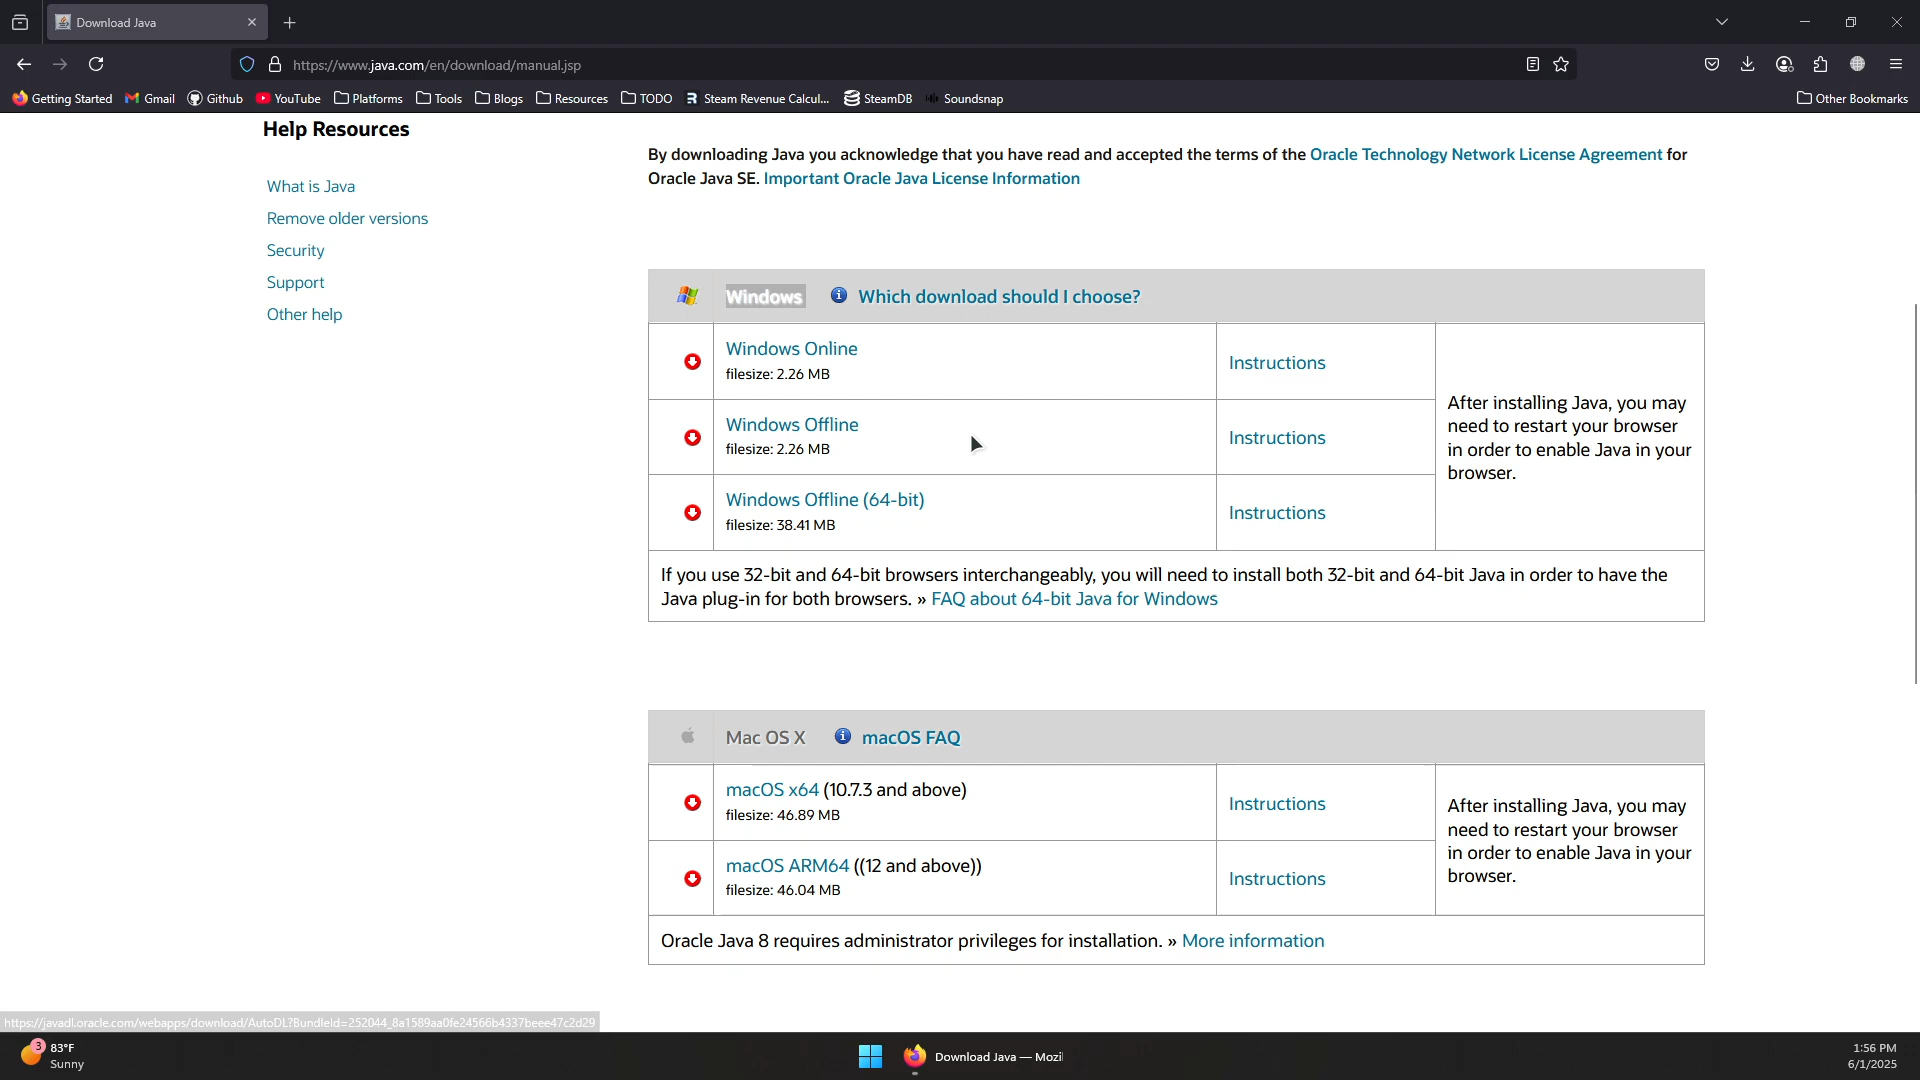 Download Java
https://www.java.com/en/download/manual.jsp
Getting Started
Gmail
Github
YouTube
Platforms
Tools
Blogs
Resources
TODO
Steam Revenue Calcul...
SteamDB
Soundsnap
Other Bookmarks
Help Resources
What is Java
Remove older versions
Security
Support
Other help
By downloading Java you acknowledge that you have read and accepted the terms of the Oracle Technology Network License Agreement for
Oracle Java SE. Important Oracle Java License Information
Windows Which download should I choose?
Windows Online
filesize: 2.26 MB
Instructions
Windows Offline
filesize: 2.26 MB
Instructions
Windows Offline (64-bit)
filesize: 38.41 MB
Instructions
After installing Java, you may
need to restart your browser
in order to enable Java in your
browser.
If you use 32-bit and 64-bit browsers interchangeably, you will need to install both 32-bit and 64-bit Java in order to have the
Java plug-in for both browsers. » FAQ about 64-bit Java for Windows
Mac OS X macOS FAQ
macOS x64 (10.7.3 and above)
filesize: 46.89 MB
Instructions
macOS ARM64 ((12 and above))
filesize: 46.04 MB
Instructions
After installing Java, you may
need to restart your browser
in order to enable Java in your
browser.
Oracle Java 8 requires administrator privileges for installation. » More information
https://javadl.oracle.com/webapps/download/AutoDL?BundleId=252044_8a1589aa0fe24566b4337beee47c2d29
3
83°F
Sunny
Download Java — Mozil
1:56 PM
6/1/2025